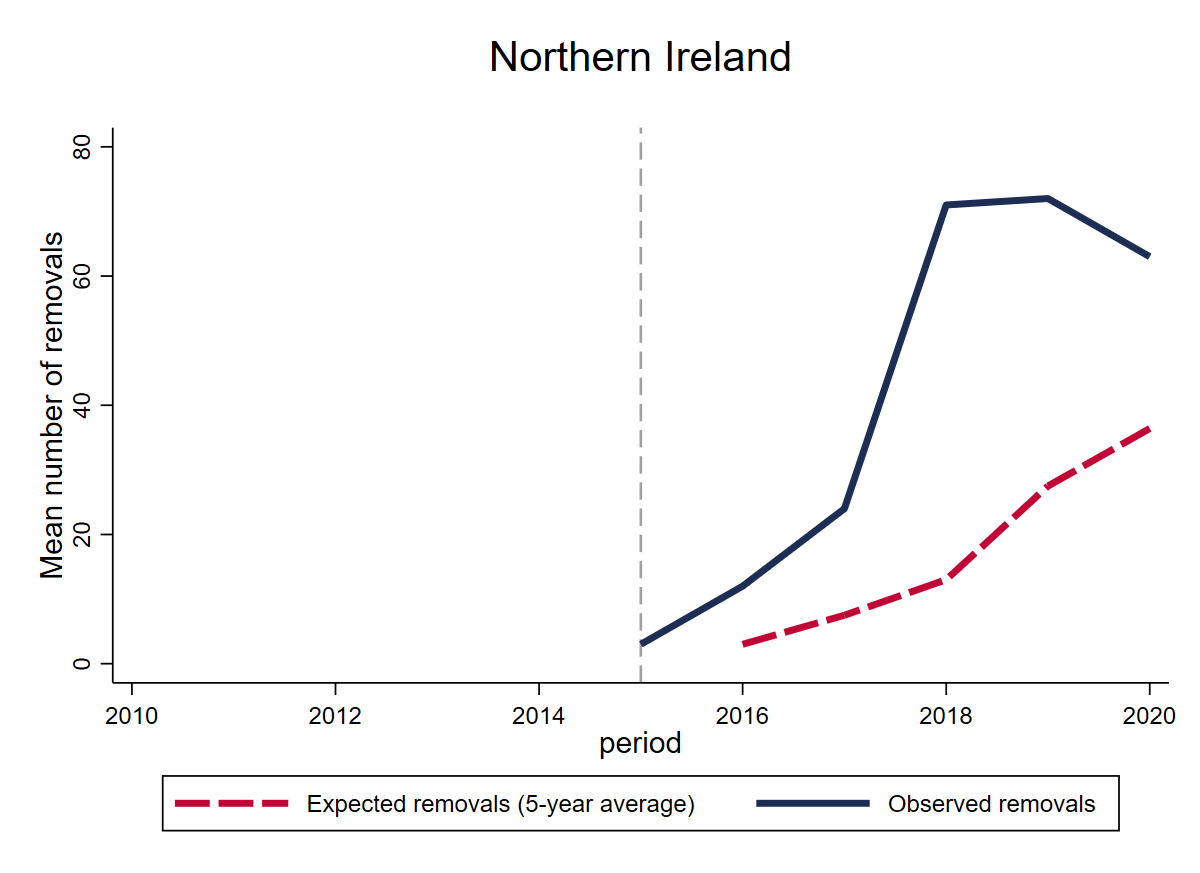 Northern Ireland
Mean number of removals
80
60
40
20
0
2010 2012 2014 2016 2018 2020
period
Expected removals (5-year average) Observed removals